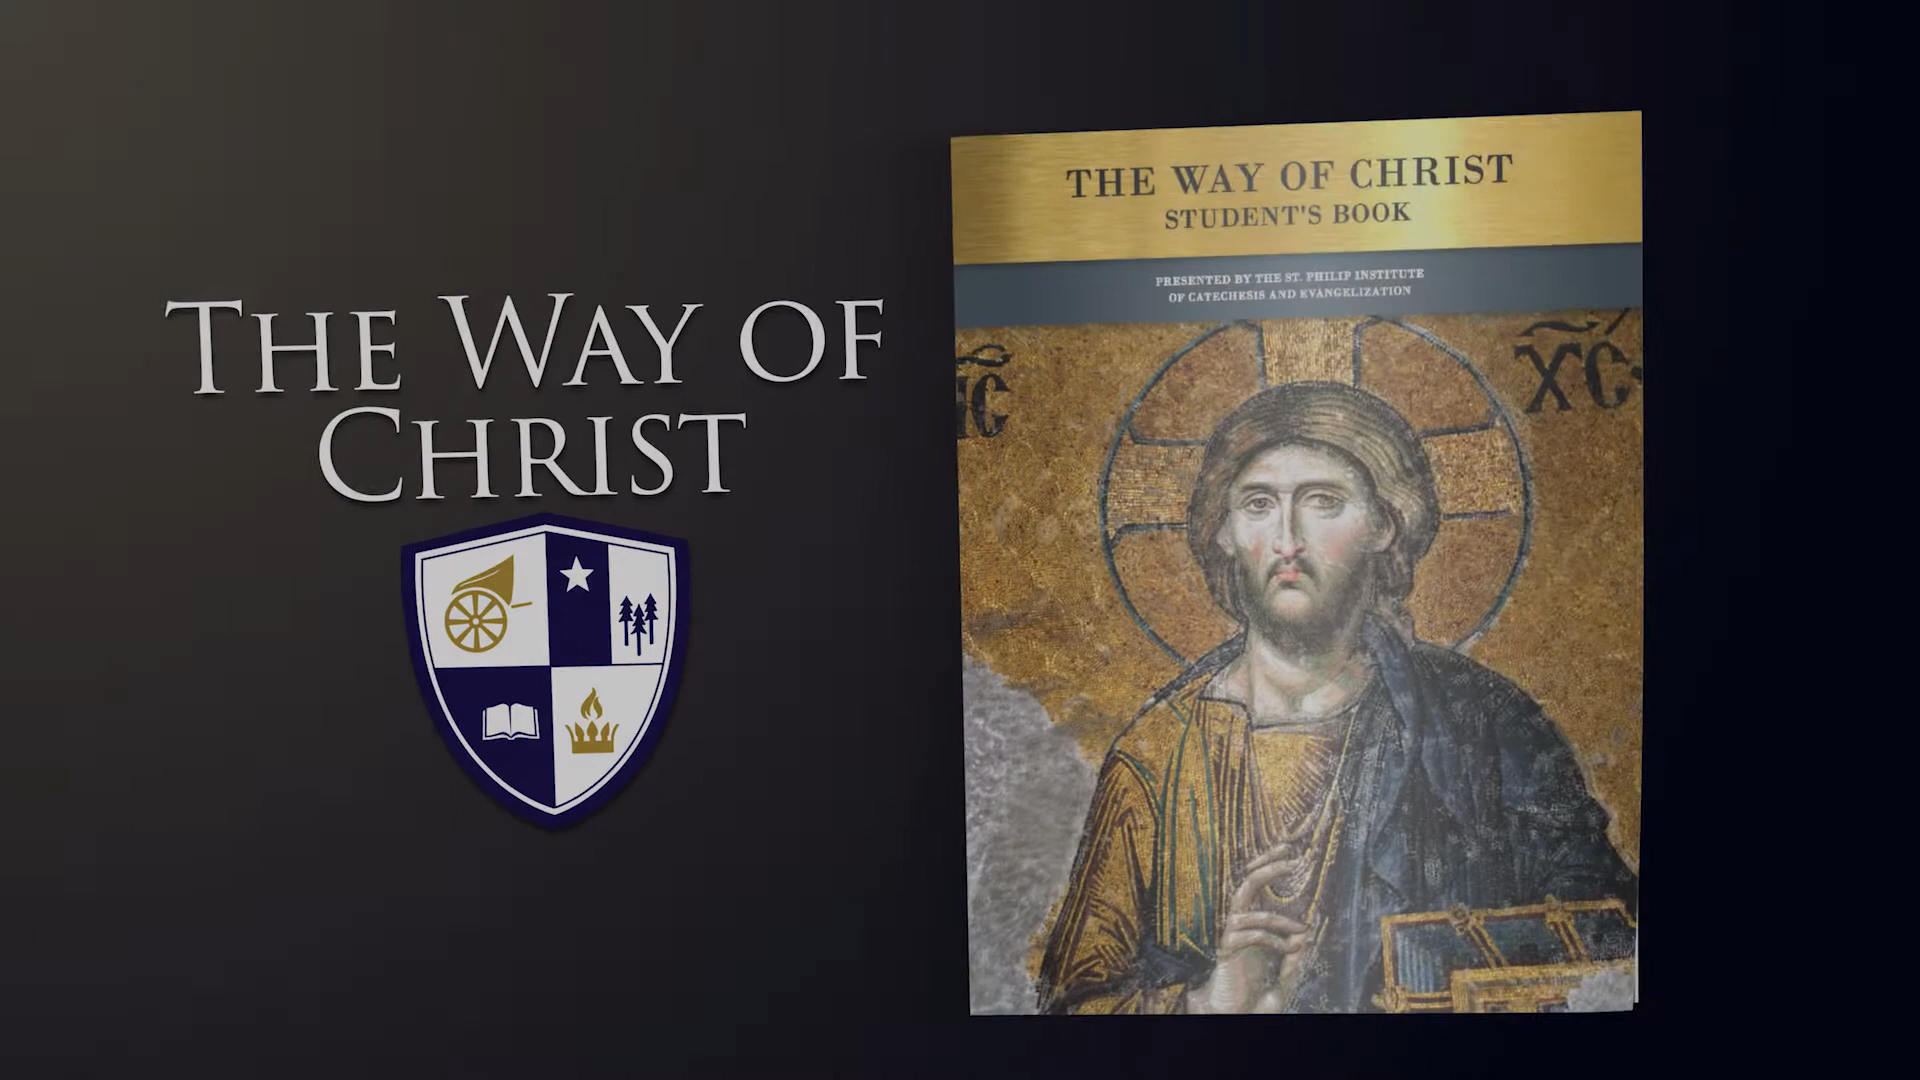 THE WAY OF
CHRIST
THE WAY OF CHRIST
STUDENT'S BOOK
PRESENTED BY THE ST. PHILIP INSTITUTE
OF CATECHESIS AND EVANGELIZATION
IC
XC